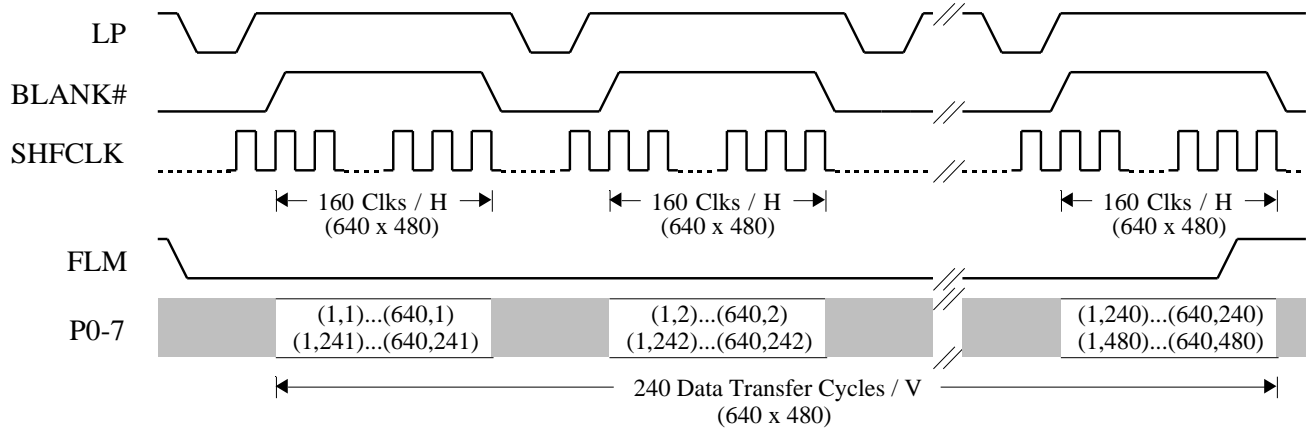 LP
BLANK#
SHFCLK
160 Clks / H
(640 x 480)
160 Clks / H
(640 x 480)
160 Clks / H
(640 x 480)
FLM
P0-7
(1,1)...(640,1)
(1,241)...(640,241)
(1,2)...(640,2)
(1,242)...(640,242)
(1,240)...(640,240)
(1,480)...(640,480)
240 Data Transfer Cycles / V
(640 x 480)